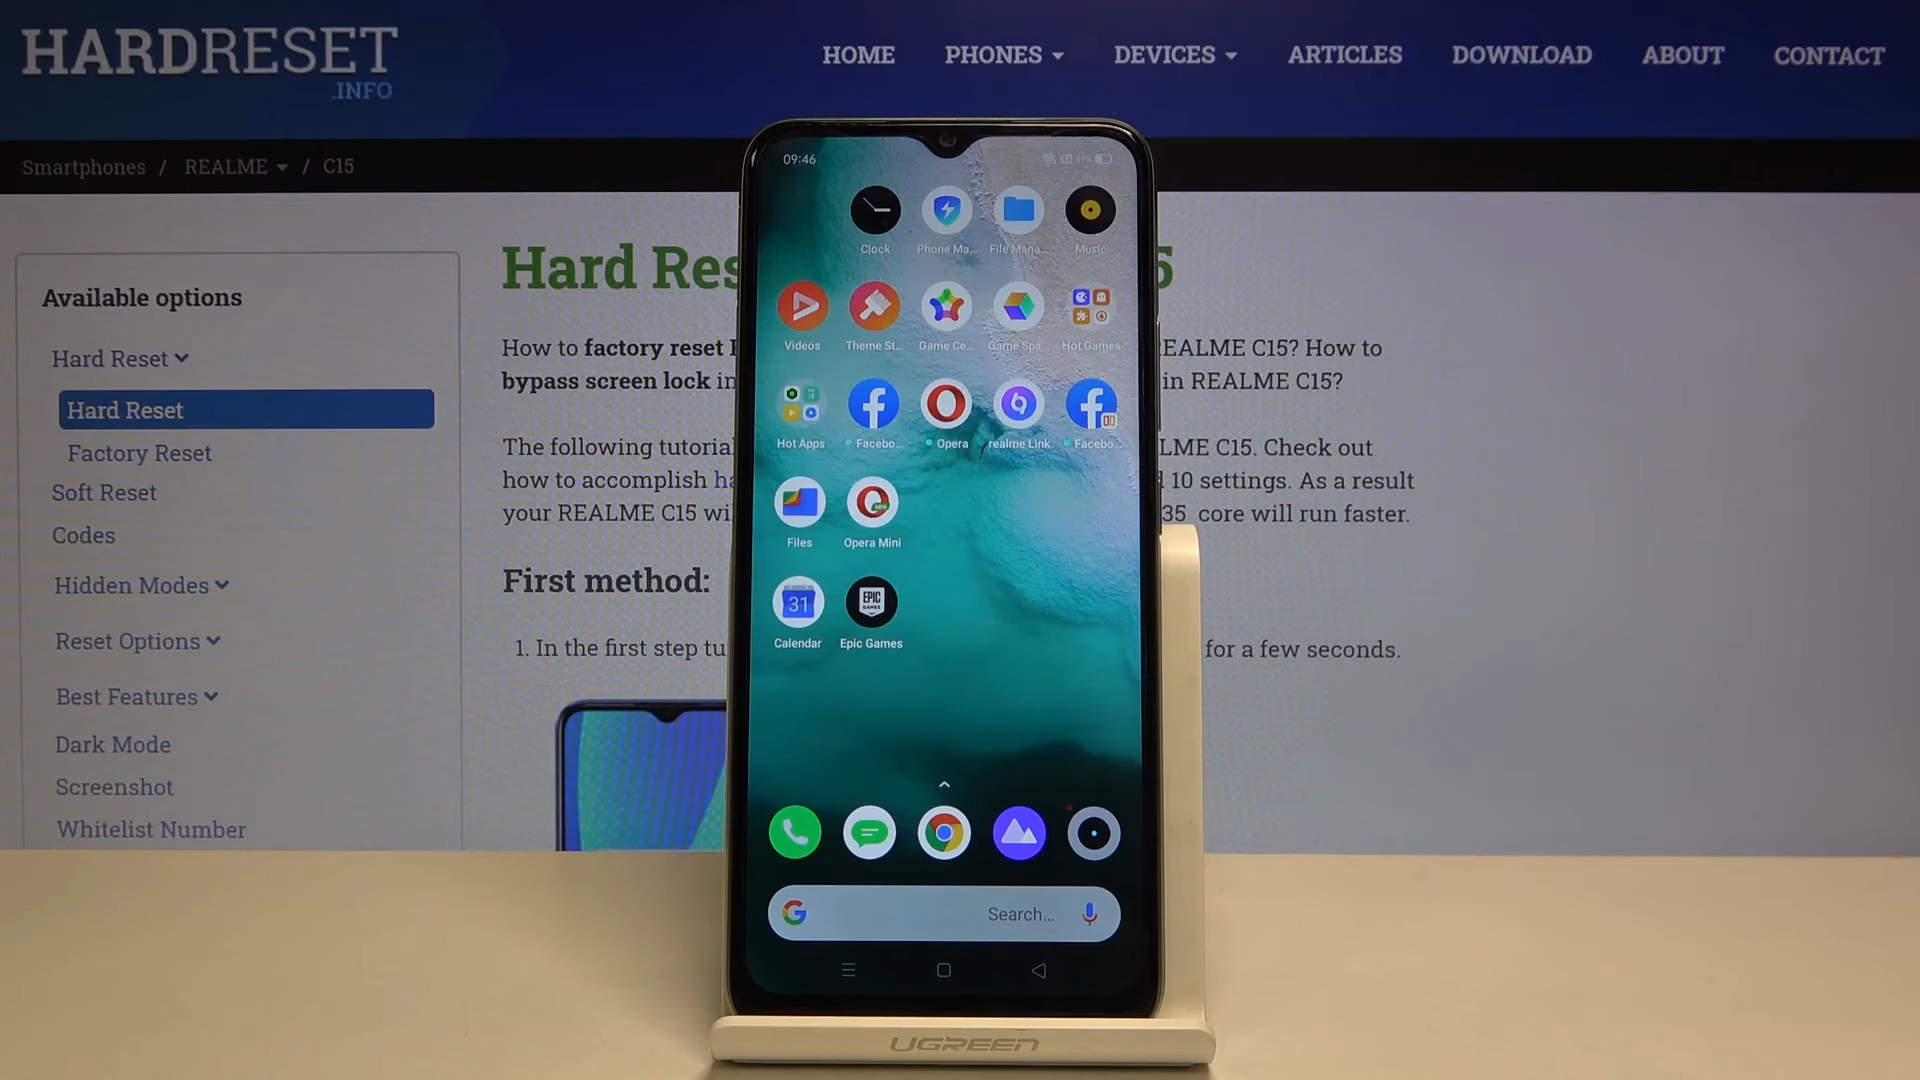 HARDRESET
.INFO
HOME PHONES DEVICES ARTICLES DOWNLOAD ABOUT CONTACT
Smartphones / REALME / C15
Available options
Hard Reset
Hard Reset
Factory Reset
Soft Reset
Codes
Hidden Modes
Reset Options
Best Features
Dark Mode
Screenshot
Whitelist Number
Hard Res 5
How to factory reset EALME C15? How to
bypass screen lock in in REALME C15?
The following tutoria LME C15. Check out
how to accomplish ha 10 settings. As a result
your REALME C15 wi 35 core will run faster.
First method:
1. In the first step tu for a few seconds.
09:46 39%
Clock Phone Ma... File Mana... Music
Videos Theme St... Game Ce... Game Spa... Hot Games
Hot Apps Facebo... Opera realme Link Facebo...
Files Opera Mini
MINI
31 EPIC
GAMES
Calendar Epic Games
G Search...
UGREEN